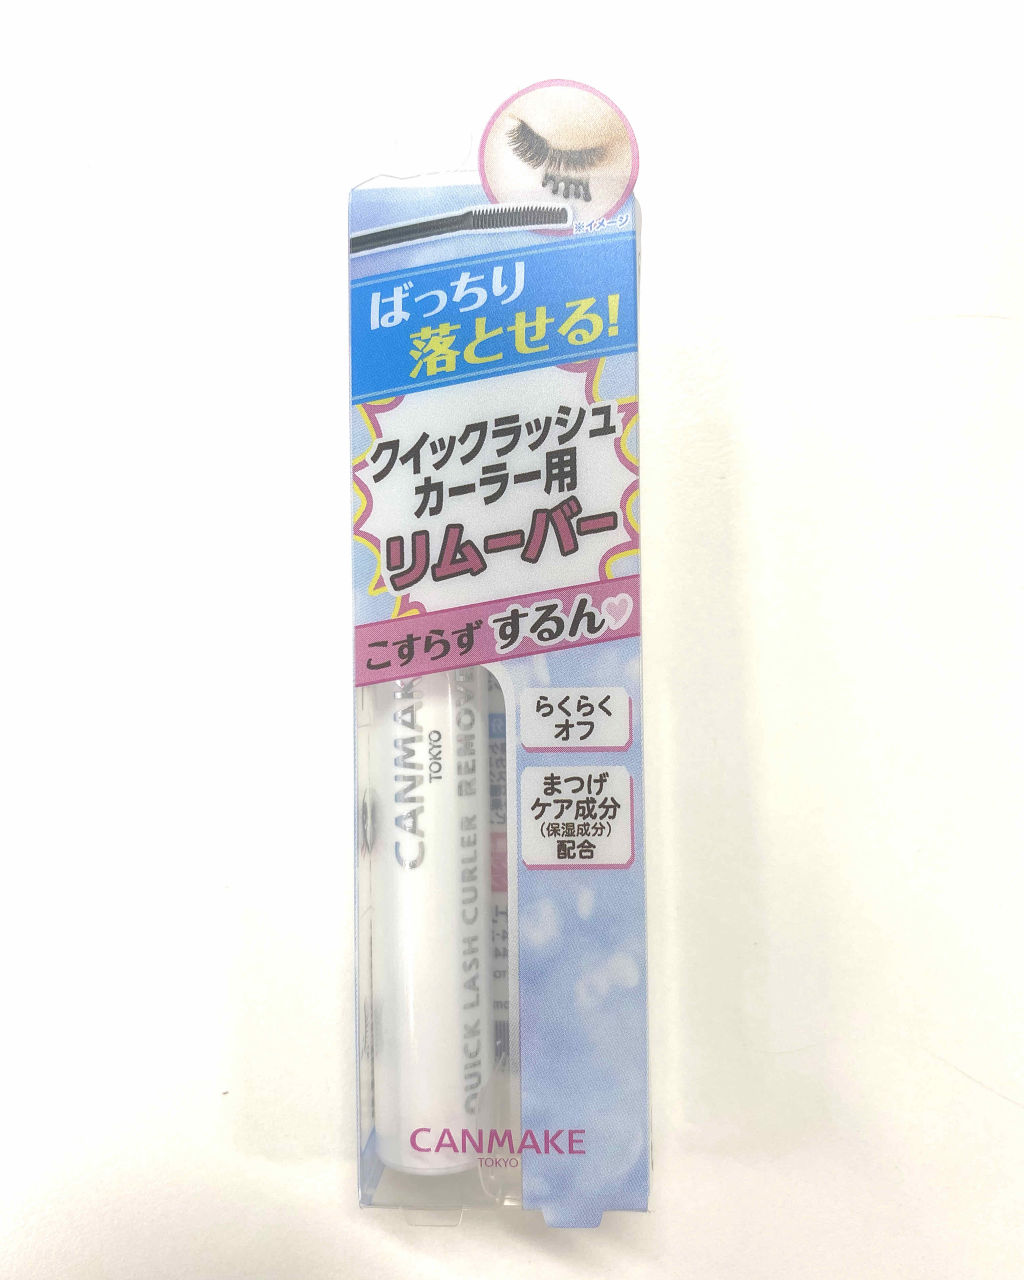 ※イメージ
ばっちり
落とせる!
クイックラッシュ
カーラー用
リムーバー
こすらず するん♡
らくらく
オフ
まつげ
ケア成分
(保湿成分)
配合
CANMAKE
TOKYO
QUICK LASH CURLER REMOVE
CANMAKE
TOKYO